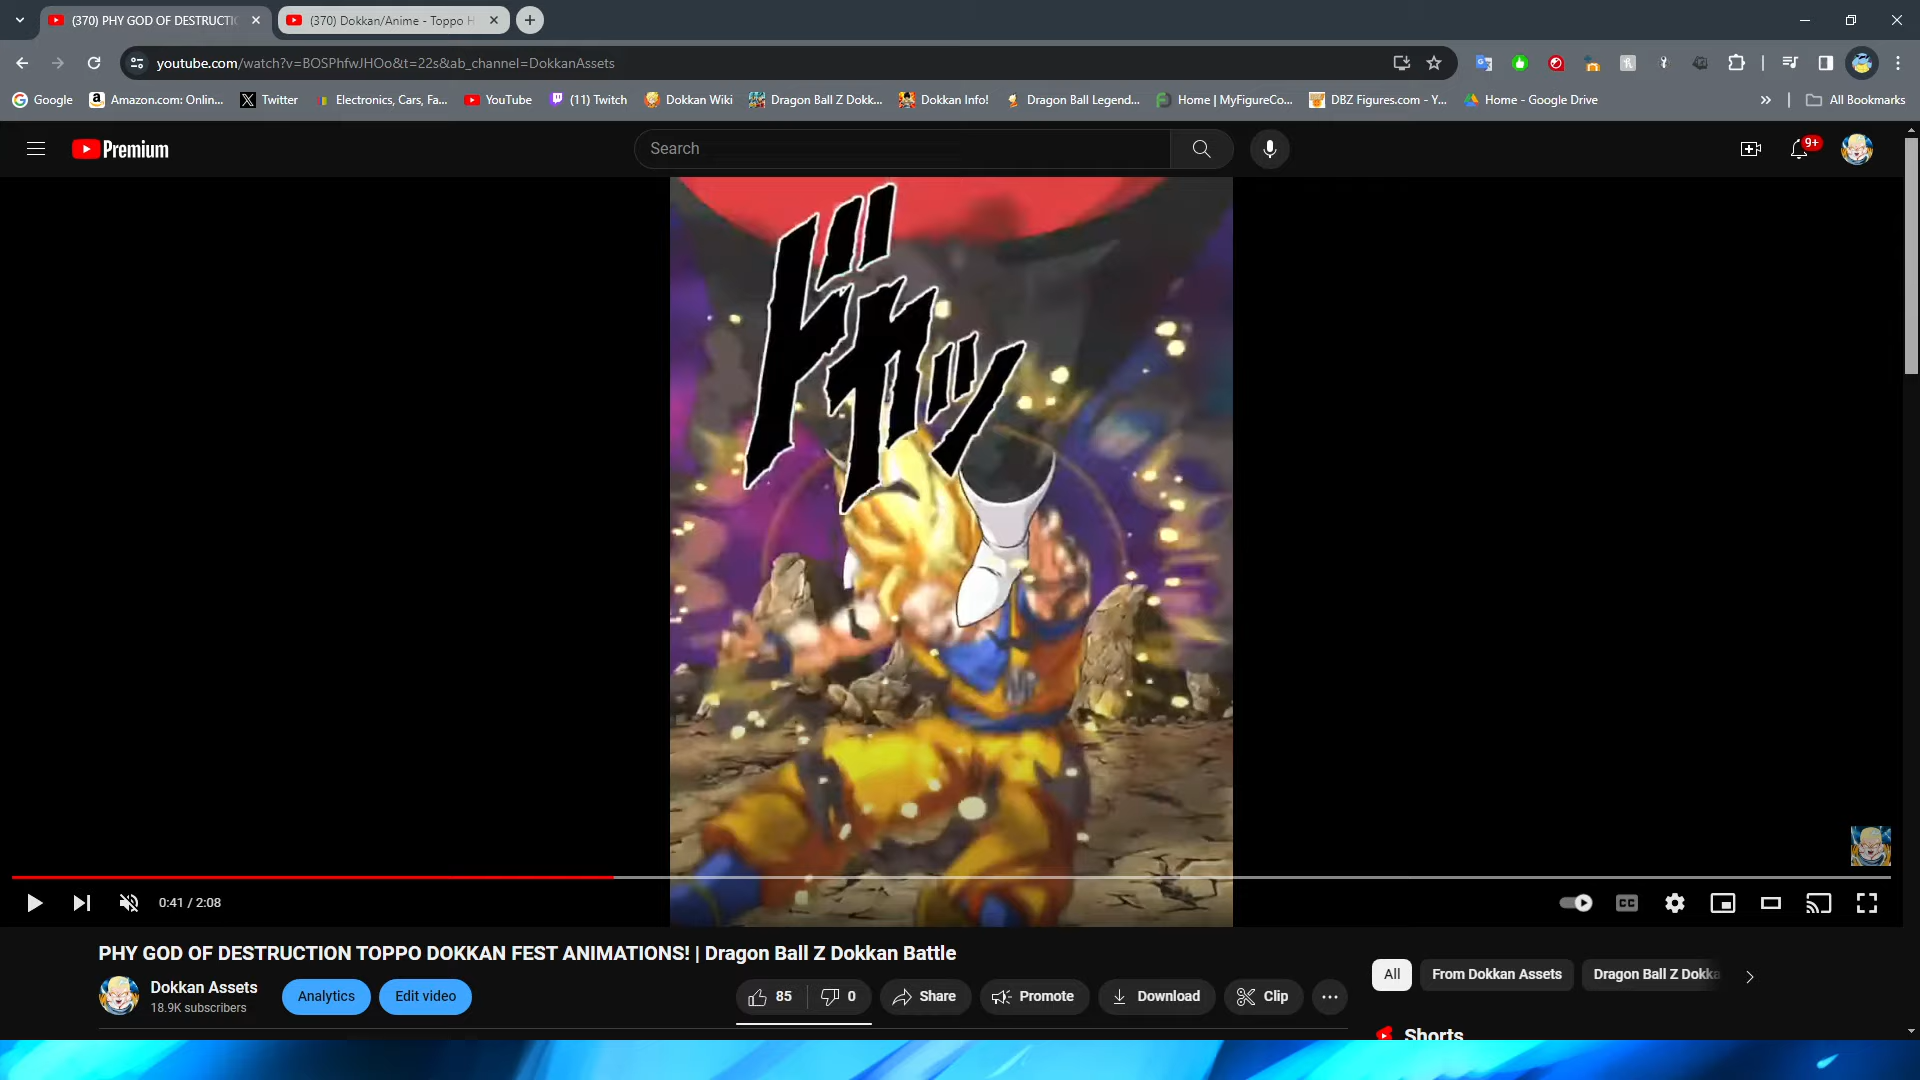 (370) PHY GOD OF DESTRUCTIO
(370) Dokkan/Anime - Toppo H
youtube.com/watch?v=BOSPhfwJHOo&t=22s&ab_channel=DokkanAssets
Google
Amazon.com: Onlin...
Twitter
Electronics, Cars, Fa...
YouTube
(11) Twitch
Dokkan Wiki
Dragon Ball Z Dokk...
Dokkan Info!
Dragon Ball Legend...
Home | MyFigureCo...
DBZ Figures.com - Y...
Home - Google Drive
All Bookmarks
Premium
Search
9+
ドガッ
0:41 / 2:08
CC
PHY GOD OF DESTRUCTION TOPPO DOKKAN FEST ANIMATIONS! | Dragon Ball Z Dokkan Battle
Dokkan Assets
18.9K subscribers
Analytics
Edit video
85
0
Share
Promote
Download
Clip
All
From Dokkan Assets
Dragon Ball Z Dokka
Shorts